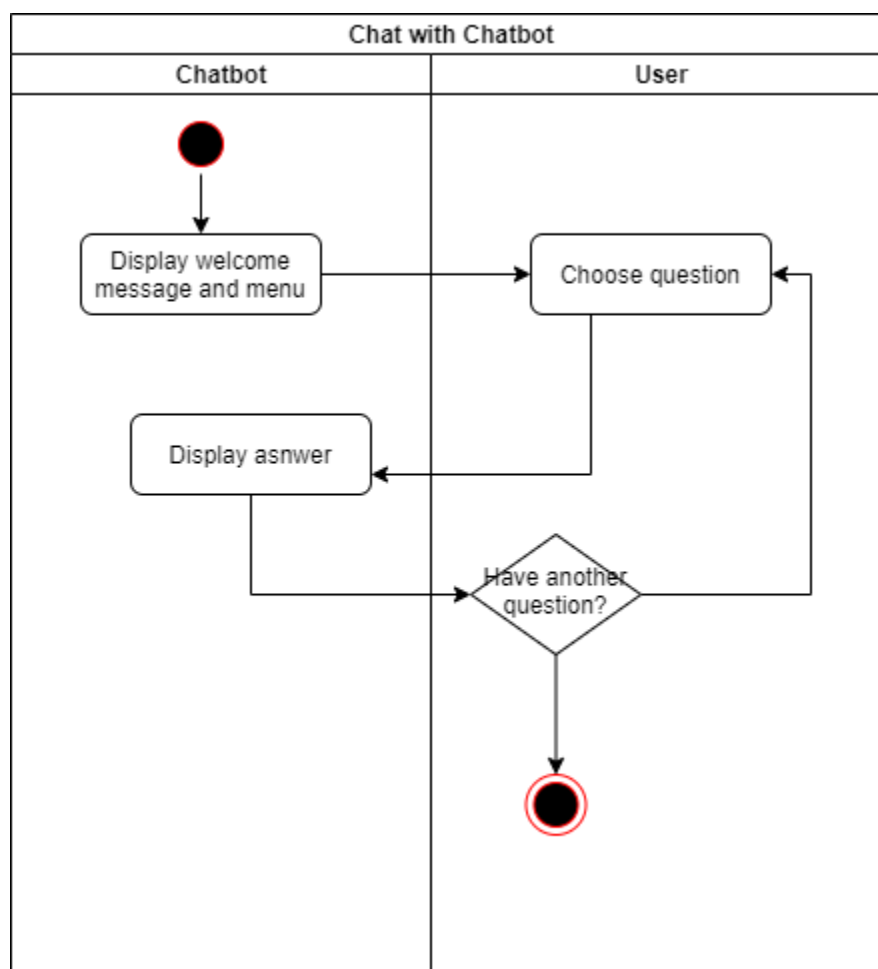 Chat with Chatbot
Chatbot
User
Display welcome
message and menu
Choose question
Display asnwer
Have another
question?